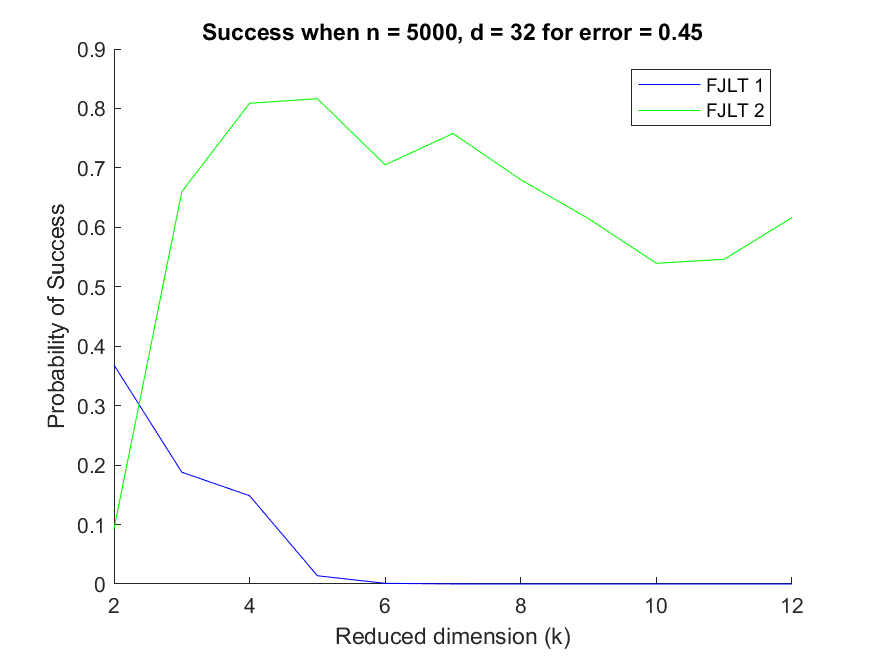 Success when n = 5000, d = 32 for error = 0.45
FJLT 1
FJLT 2
Probability of Success
0.9
0.8
0.7
0.6
0.5
0.4
0.3
0.2
0.1
0
2 4 6 8 10 12
Reduced dimension (k)